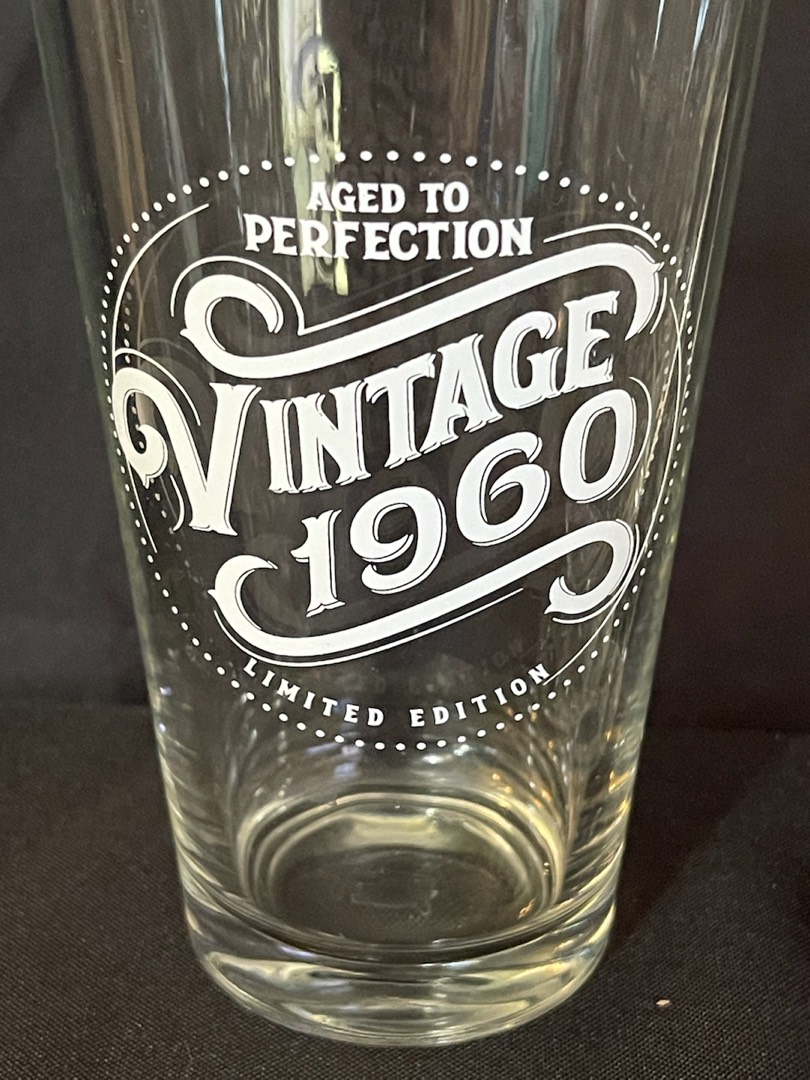 AGED TO
PERFECTION
VINTAGE
1960
LIMITED EDITION